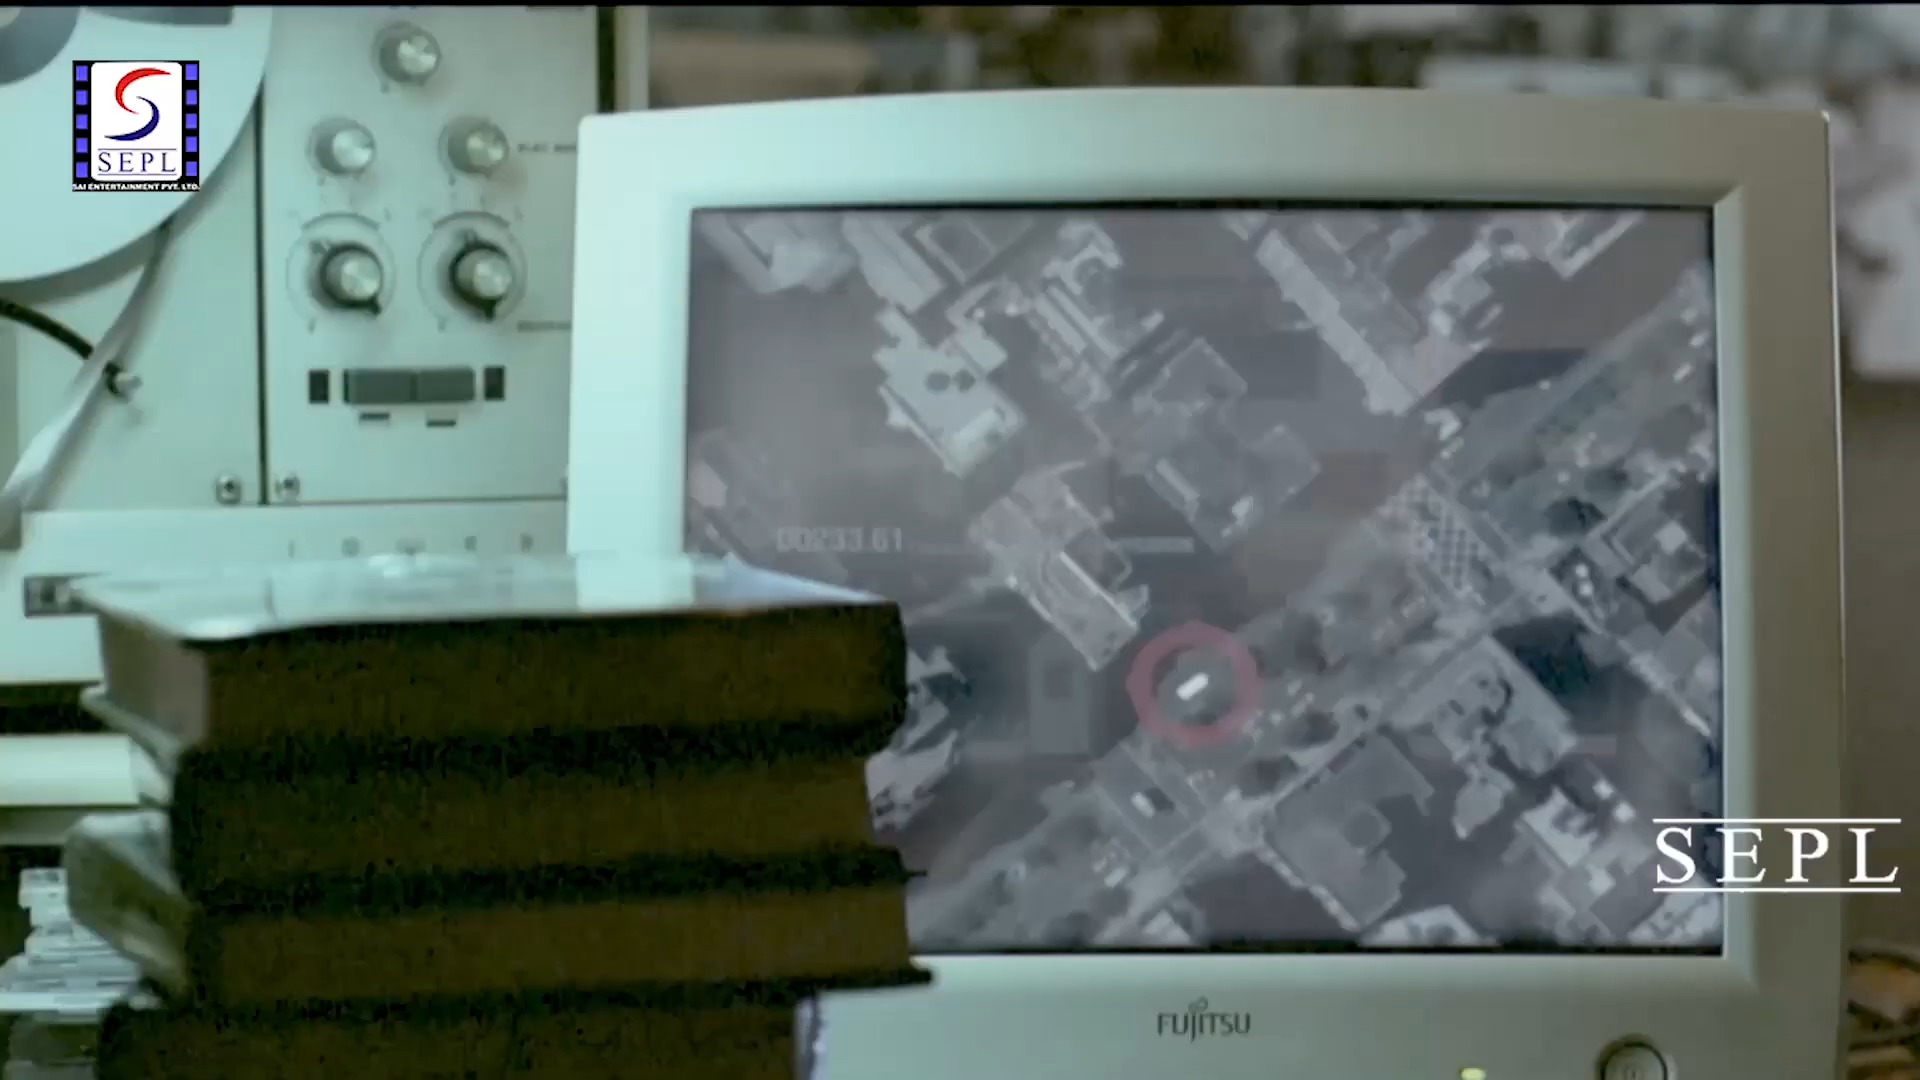 SEPL
SAI ENTERTAINMENT PVT. LTD.
00233.61
SEPL
FUJITSU